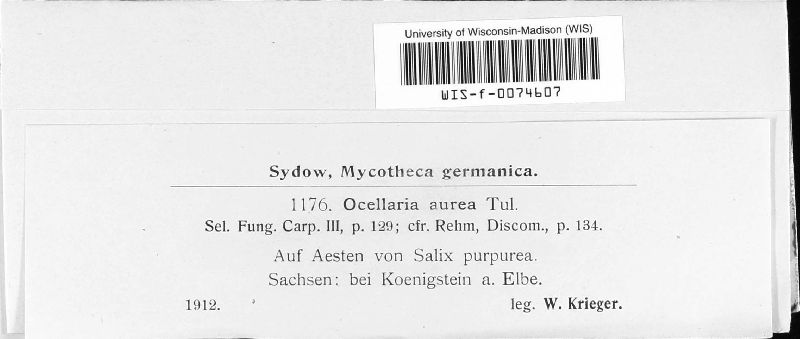 University of Wisconsin-Madison (WIS)
WIS-f-0074607
Sydow, Mycotheca germanica.
1176. Ocellaria aurea Tul.
Sel. Fung. Carp. III, p. 129; cfr. Rehm, Discom., p. 134.
Auf Aesten von Salix purpurea.
Sachsen: bei Koenigstein a. Elbe.
1912. leg. W. Krieger.